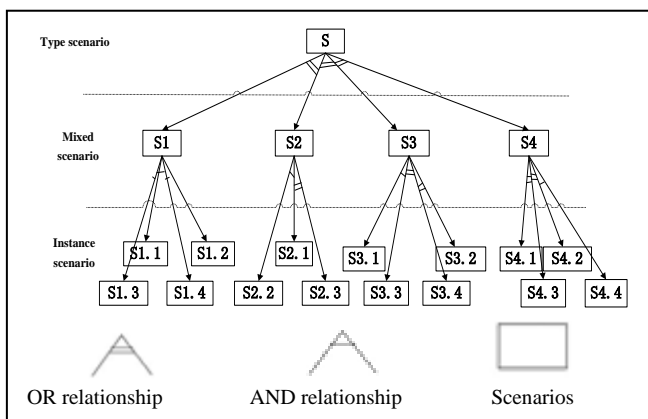 Type scenario
S
Mixed
scenario
S1
S2
S3
S4
Instance
scenario
S1.1
S1.2
S2.1
S3.1
S3.2
S4.1
S4.2
S1.3
S1.4
S2.2
S2.3
S3.3
S3.4
S4.3
S4.4
OR relationship
AND relationship
Scenarios